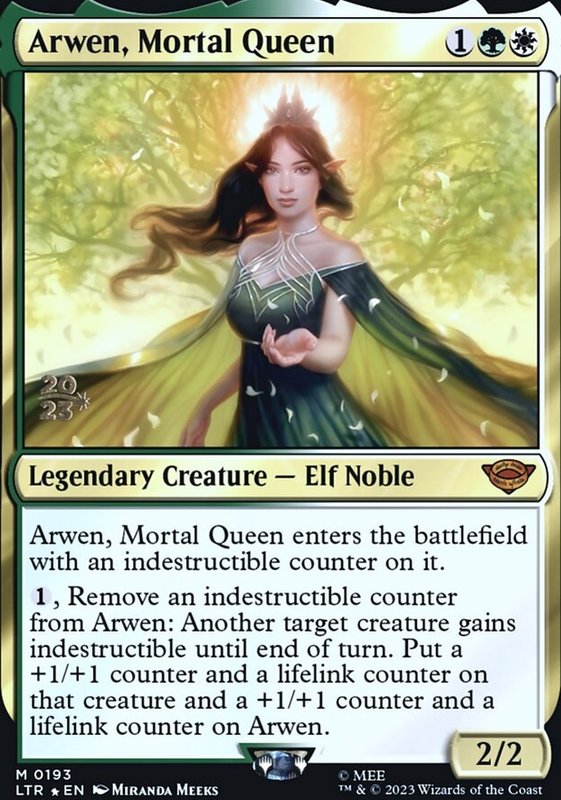 Arwen, Mortal Queen 1
20
23
Legendary Creature — Elf Noble
Arwen, Mortal Queen enters the battlefield
with an indestructible counter on it.
1, Remove an indestructible counter
from Arwen: Another target creature gains
indestructible until end of turn. Put a
+1/+1 counter and a lifelink counter on
that creature and a +1/+1 counter and a
lifelink counter on Arwen.
2/2
M 0193
LTR ★ EN Miranda Meeks
© MEE
™ & © 2023 Wizards of the Coast